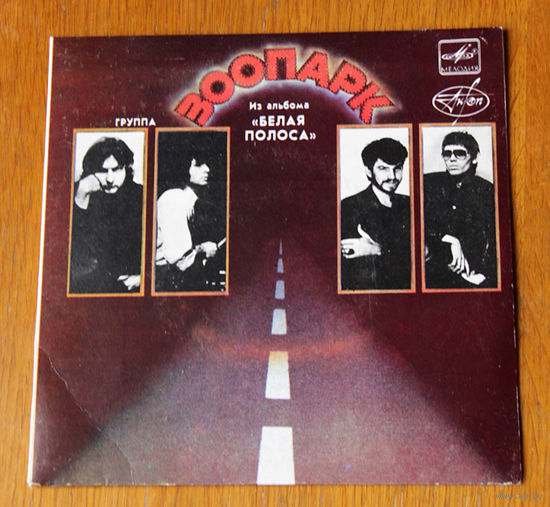 ЗООПАРК
МЕЛОДИЯ
Из альбома
«БЕЛАЯ
ПОЛОСА»
ГРУППА